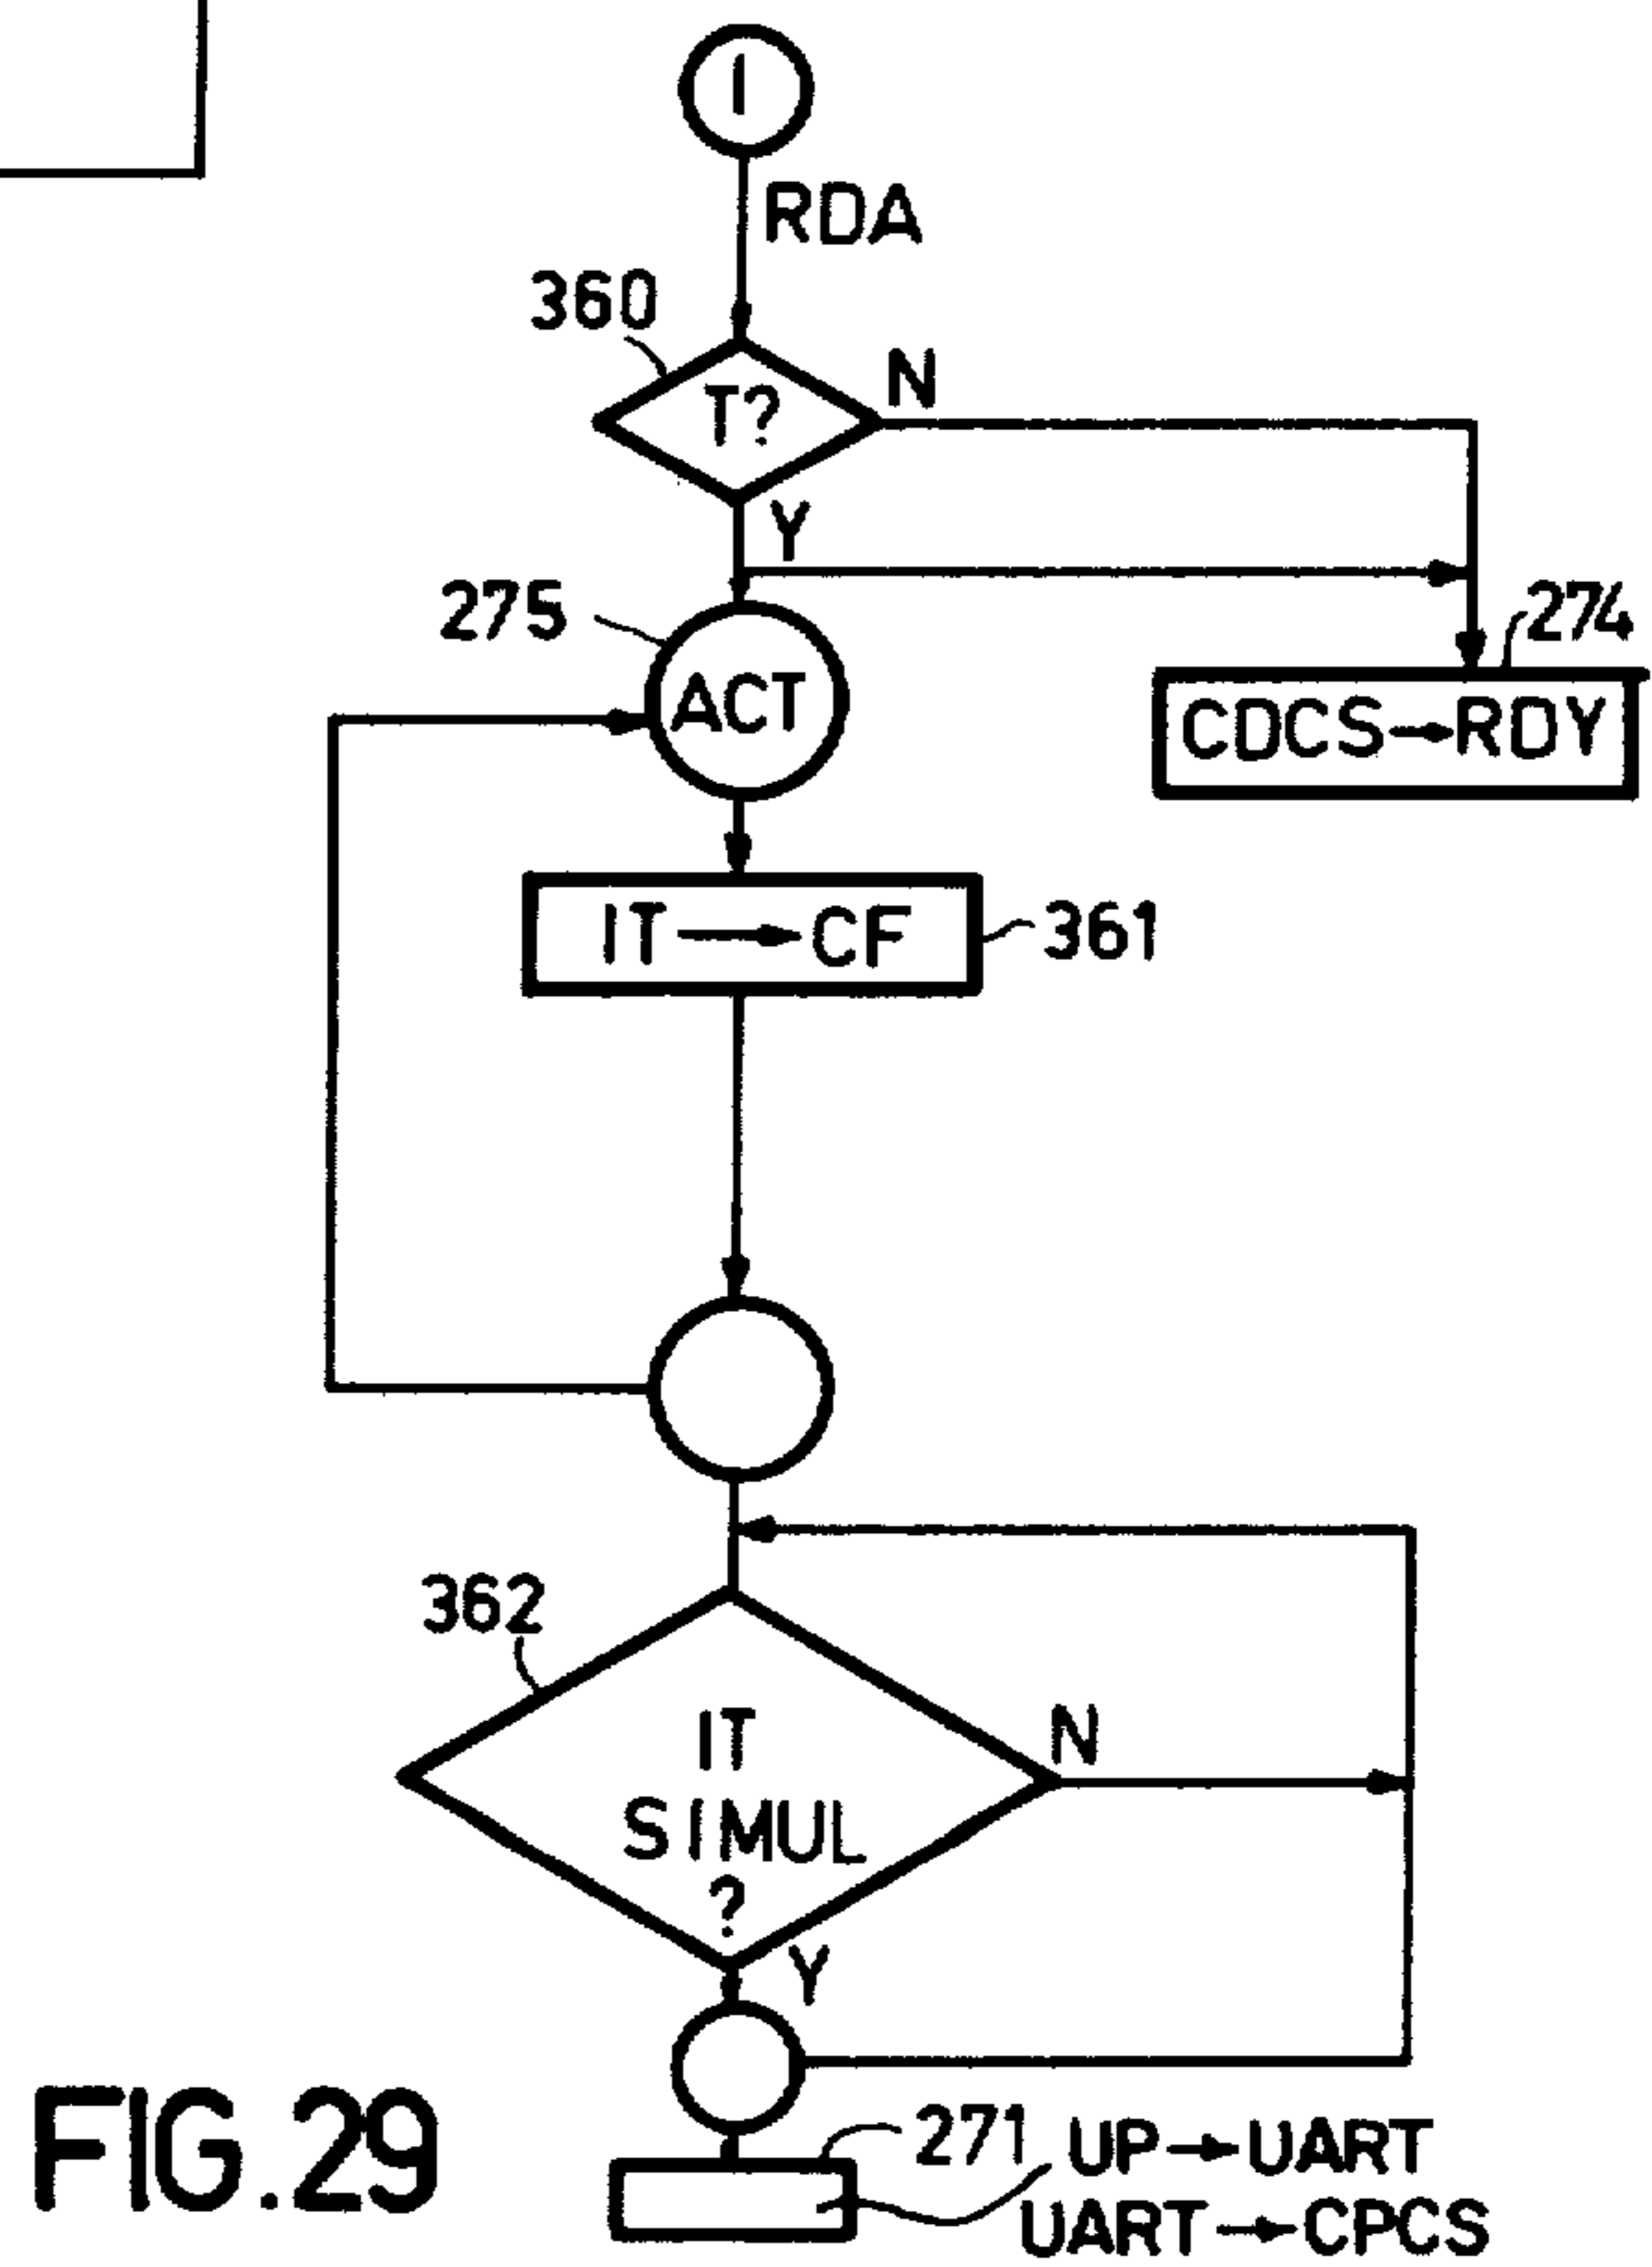 I
RDA
360
T?
N
Y
275
ACT
274
CDCS→RDY
IT→CF
361
362
IT
SIMUL
?
N
Y
FIG.29
271
UP→UART
UART→CPCS